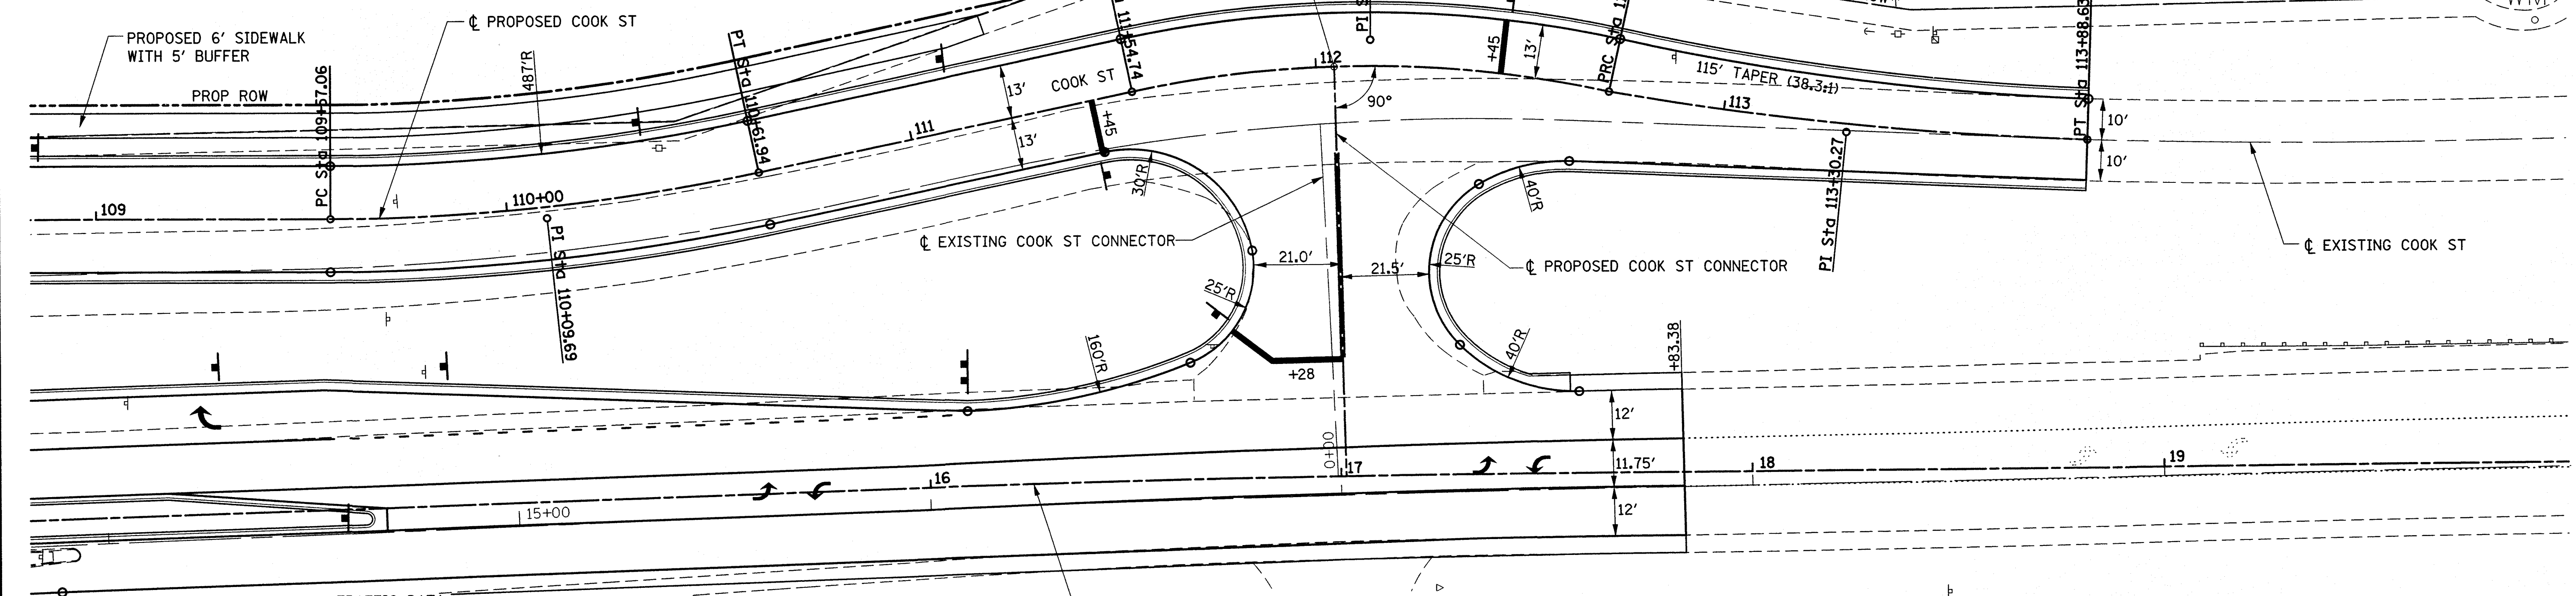 PROPOSED 6' SIDEWALK
WITH 5' BUFFER
℄ PROPOSED COOK ST
PROP ROW
PC Sta 109+57.06
487'R
PT Sta 110+61.94
13'
13'
COOK ST
111+54.74
+45
112
90°
+45
13'
PRC Sta
115' TAPER (38.3:1)
113
PT Sta 113+88.63
10'
10'
109
110+00
111
PI Sta 110+09.69
30'R
℄ EXISTING COOK ST CONNECTOR
21.0'
21.5'
25'R
40'R
℄ PROPOSED COOK ST CONNECTOR
PI Sta 113+30.27
℄ EXISTING COOK ST
25'R
160'R
+28
40'R
+83.38
12'
11.75'
12'
0+00
15+00
16
17
18
19